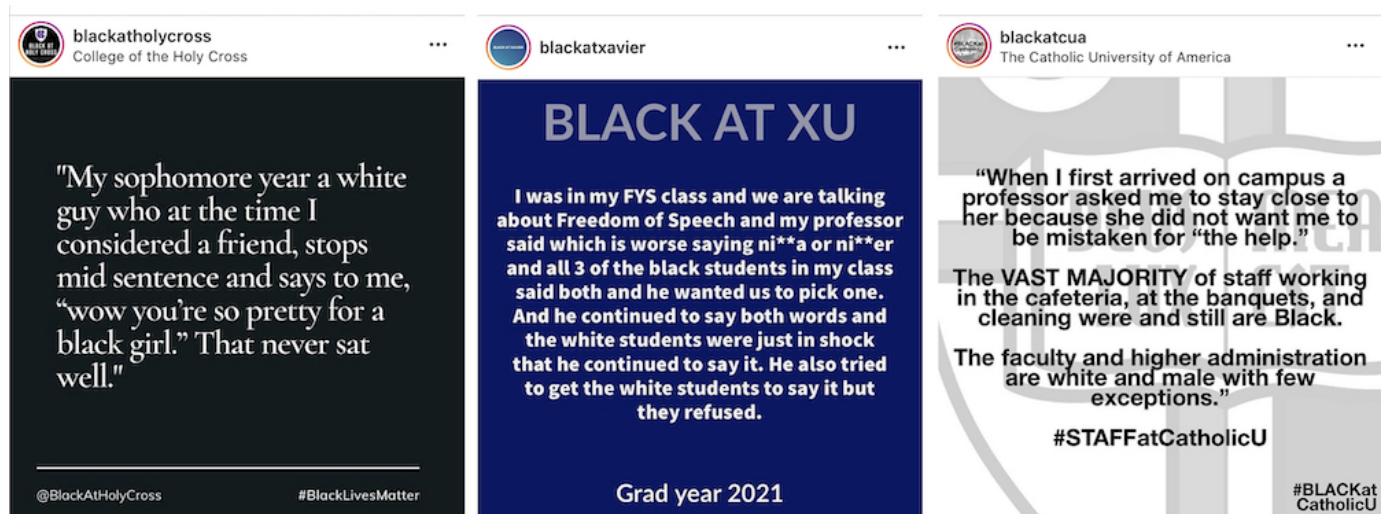 blackatholycross
College of the Holy Cross
"My sophomore year a white
guy who at the time I
considered a friend, stops
mid sentence and says to me,
“wow you’re so pretty for a
black girl.” That never sat
well."
@BlackAtHolyCross
#BlackLivesMatter
blackatxavier
BLACK AT XU
I was in my FYS class and we are talking
about Freedom of Speech and my professor
said which is worse saying ni**a or ni**er
and all 3 of the black students in my class
said both and he wanted us to pick one.
And he continued to say both words and
the white students were just in shock
that he continued to say it. He also tried
to get the white students to say it but
they refused.
Grad year 2021
blackatcua
The Catholic University of America
“When I first arrived on campus a
professor asked me to stay close to
her because she did not want me to
be mistaken for “the help.”
The VAST MAJORITY of staff working
in the cafeteria, at the banquets, and
cleaning were and still are Black.
The faculty and higher administration
are white and male with few
exceptions.”
#STAFFatCatholicU
#BLACKat
CatholicU